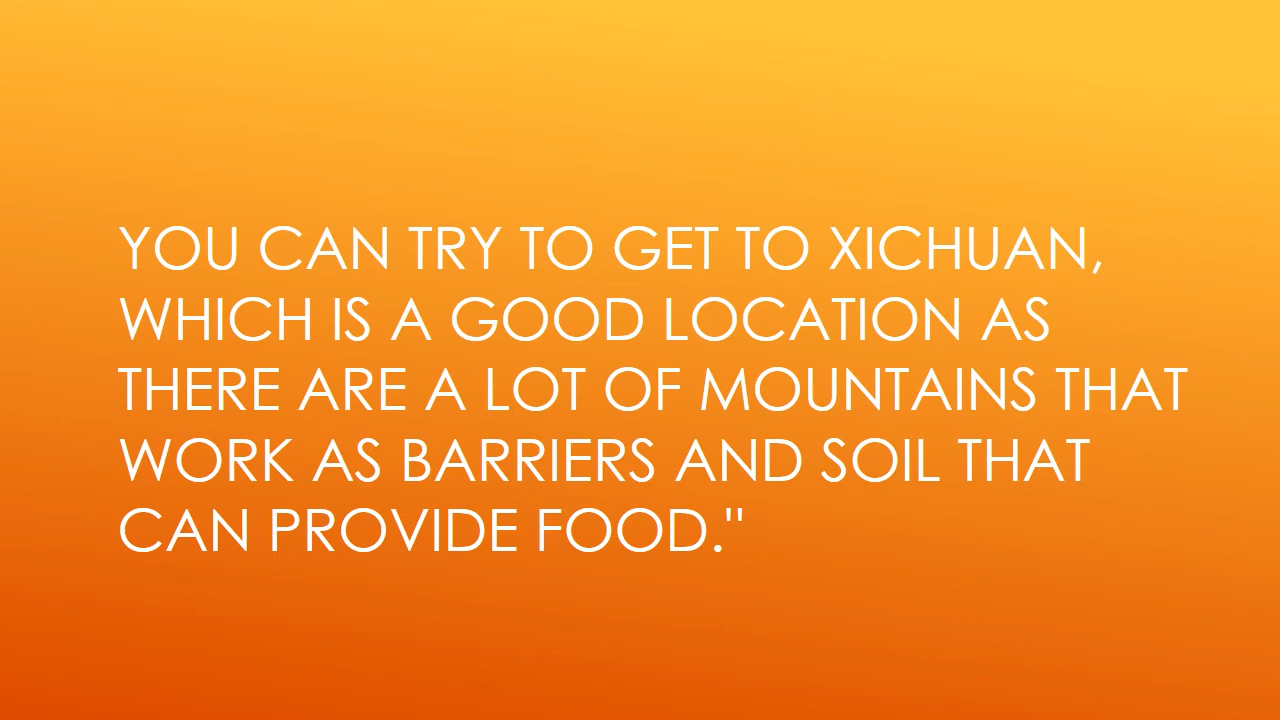 YOU CAN TRY TO GET TO XICHUAN,
WHICH IS A GOOD LOCATION AS
THERE ARE A LOT OF MOUNTAINS THAT
WORK AS BARRIERS AND SOIL THAT
CAN PROVIDE FOOD."